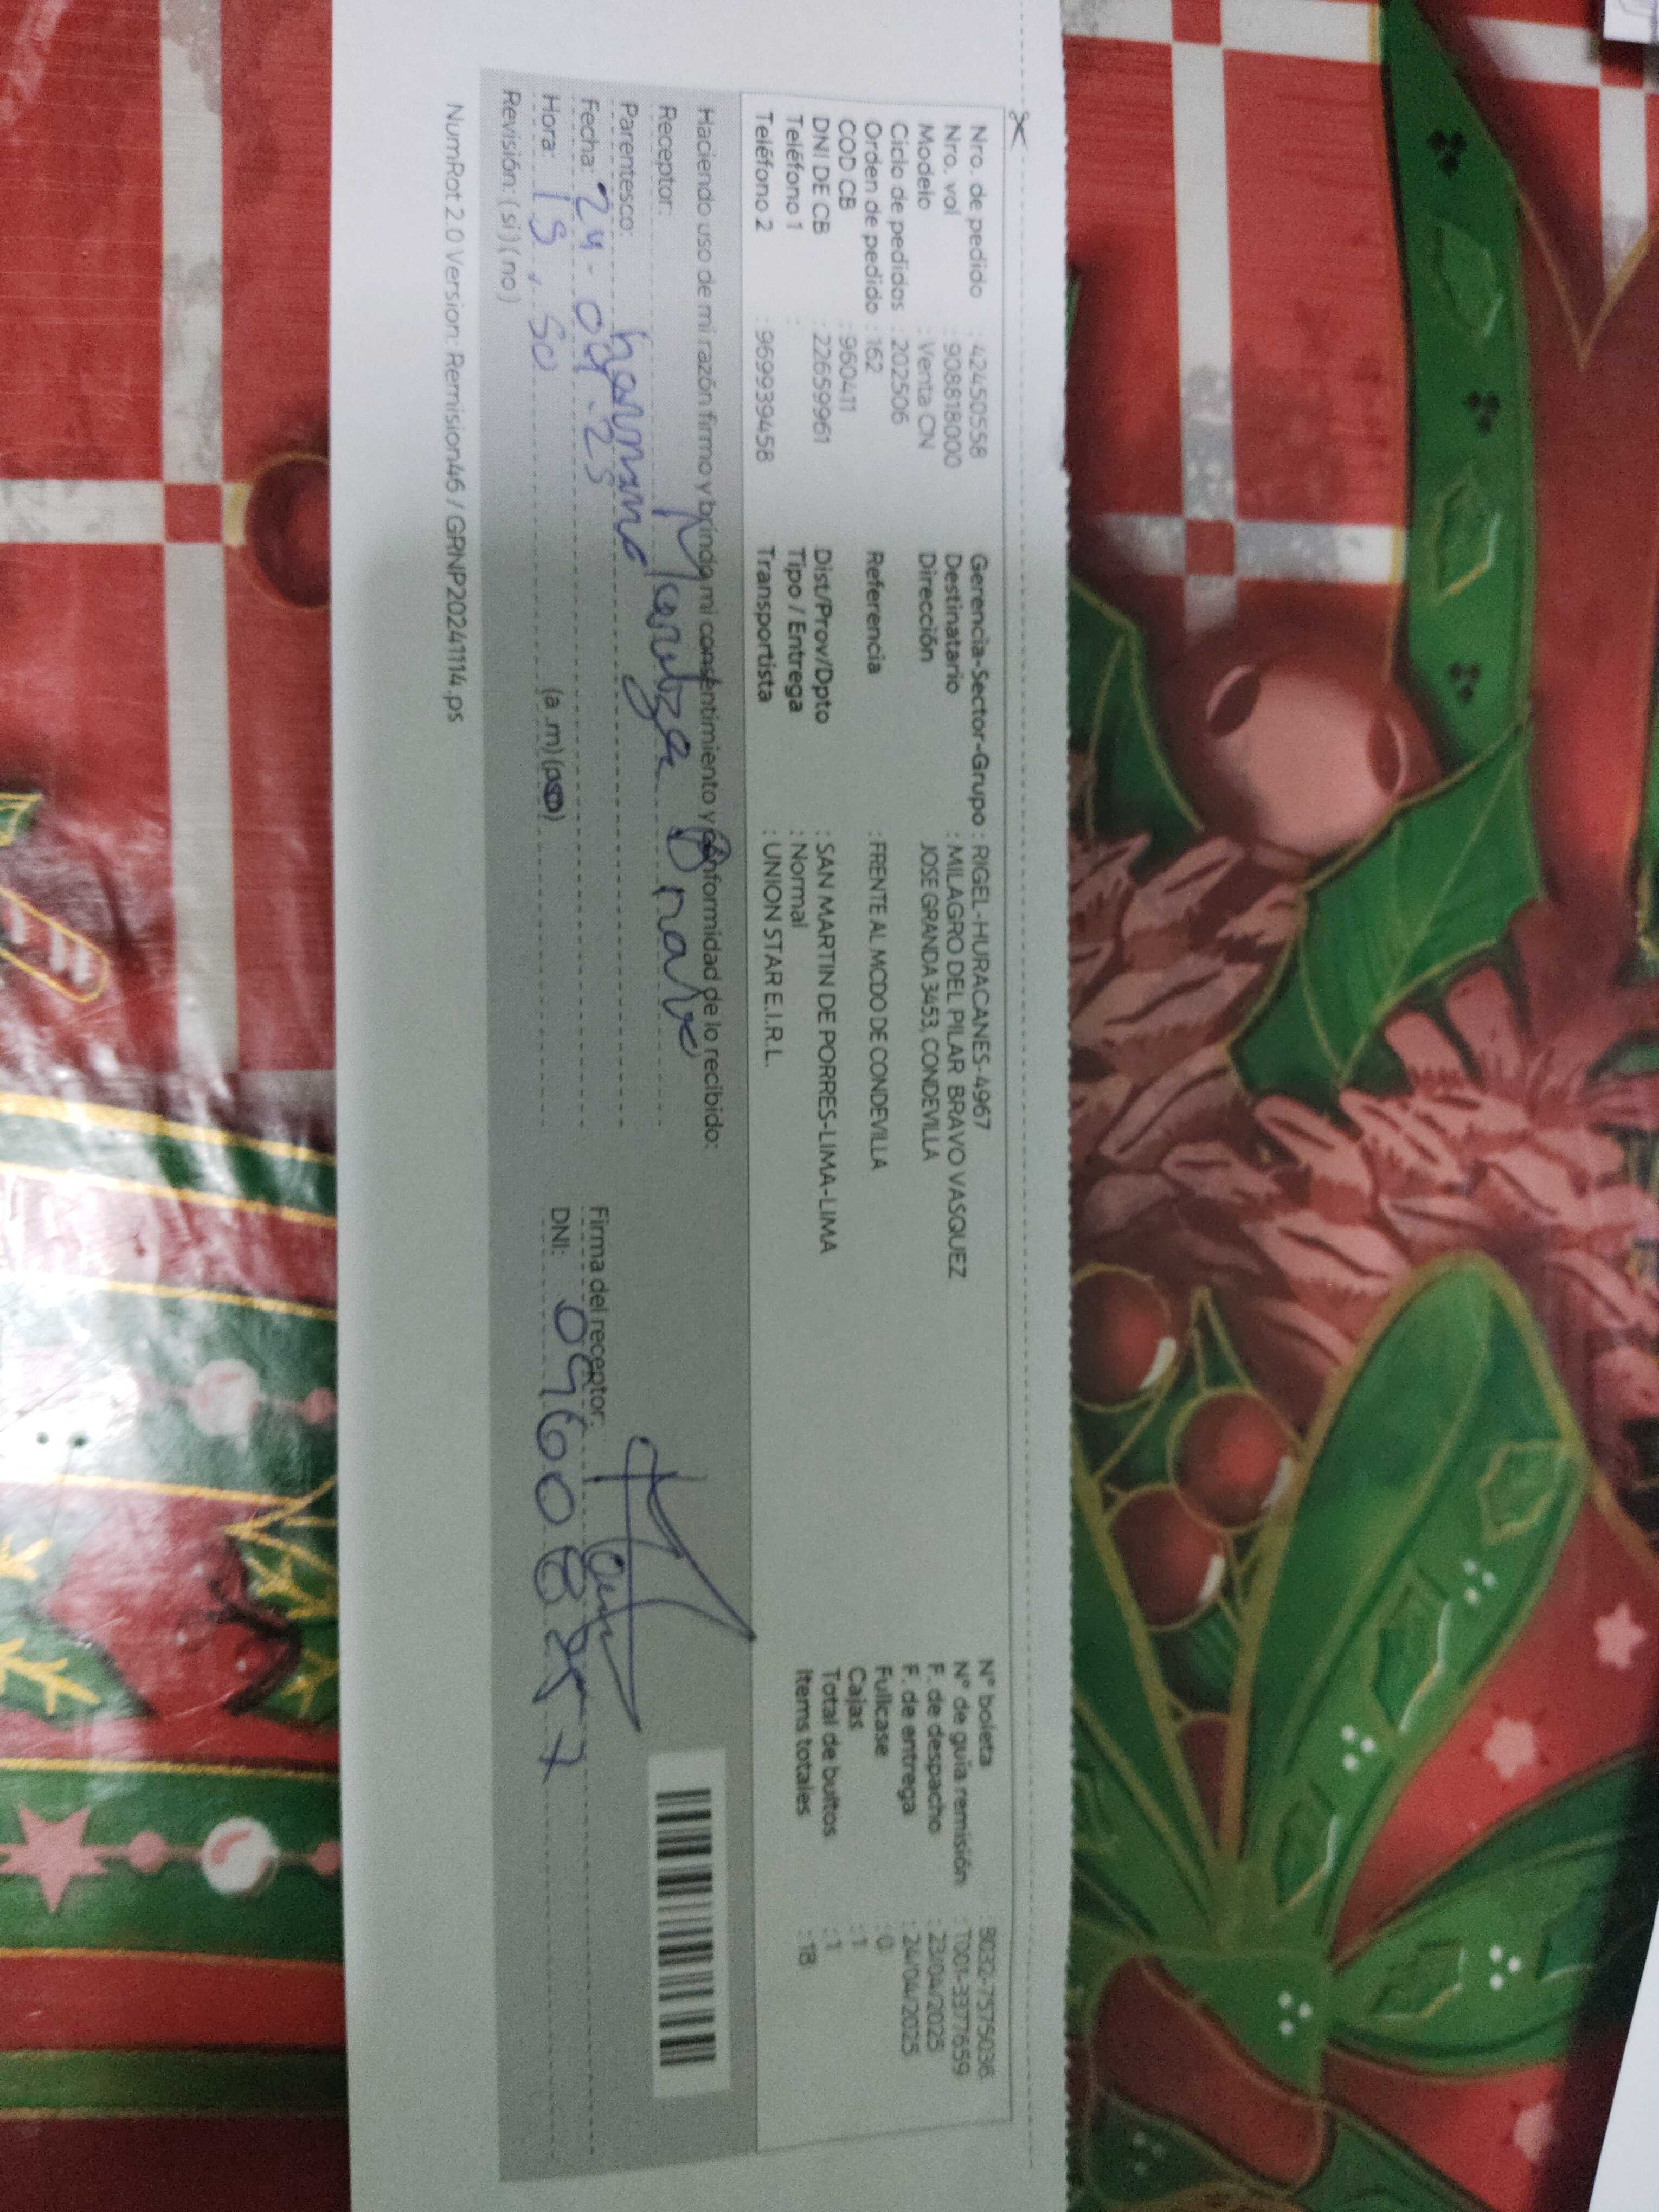 Nro. de pedido : 42450558
Nro. vol : 908818000
Modelo : Venta CN
Ciclo de pedidos : 202506
Orden de pedido : 162
COD CB : 960411
DNI DE CB : 22659961
Teléfono 1 :
Teléfono 2 : 969939458
Gerencia-Sector-Grupo : RIGEL-HURACANES-4967
Destinatario : MILAGRO DEL PILAR BRAVO VASQUEZ
Dirección JOSE GRANDA 3453, CONDEVILLA
Referencia : FRENTE AL MCDO DE CONDEVILLA
Dist/Prov/Dpto : SAN MARTIN DE PORRES-LIMA-LIMA
Tipo / Entrega : Normal
Transportista : UNION STAR E.I.R.L.
N° boleta : B032-7575036
N° de guia remisión : T001-3377659
F. de despacho : 23/04/2025
F. de entrega : 24/04/2025
Fullcase : 0
Cajas : 1
Total de bultos : 1
Items totales : 18
Haciendo uso de mi razón firmo y brindo mi consentimiento y conformidad de lo recibido:
Receptor: Maritza Bravo
Parentesco: hermana
Fecha: 24-04-25
Hora: (a.m)
Revisión: (si) (no)
Firma del receptor:
DNI:
NumRot 2.0 Version: Remision46 / GRNP20241114.ps